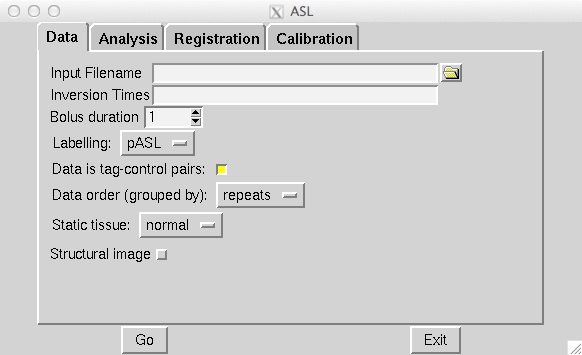 ASL
Data Analysis Registration Calibration
Input Filename
Inversion Times
Bolus duration 1
Labelling: pASL
Data is tag-control pairs:
Data order (grouped by): repeats
Static tissue: normal
Structural image
Go Exit